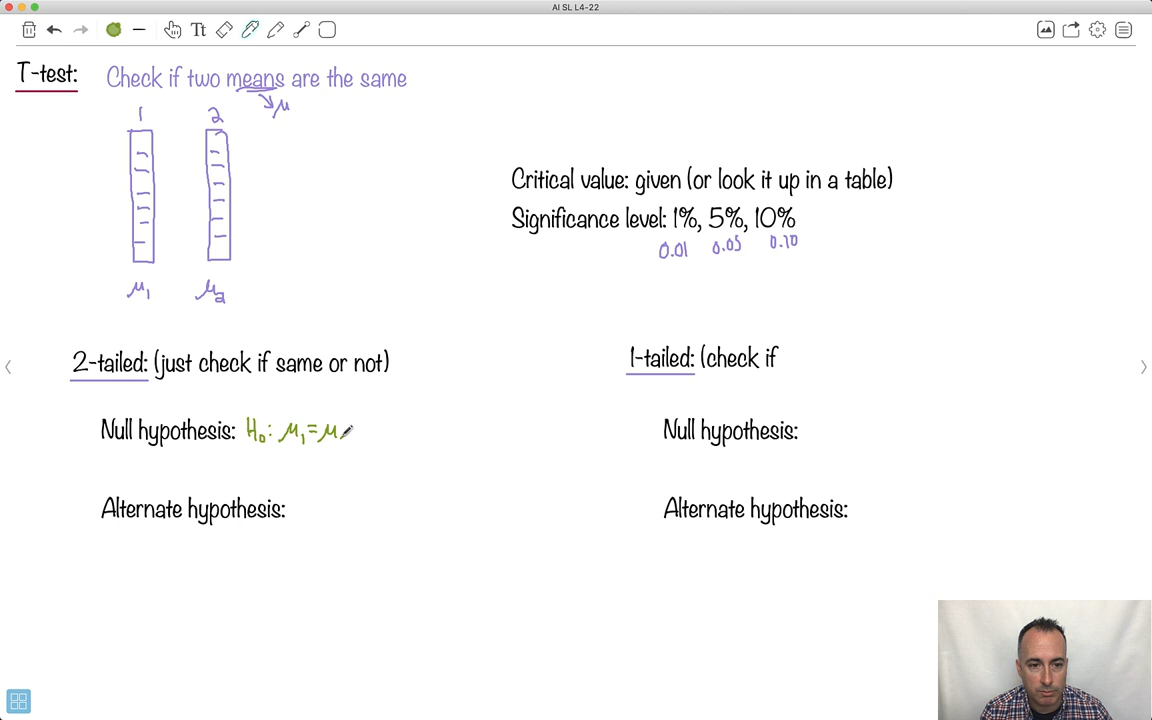 AI SL L4-22
Tt
T-test: Check if two means are the same
μ
1 2
Critical value: given (or look it up in a table)
Significance level: 1%, 5%, 10%
0.01 0.05 0.10
μ₁ μ₂
2-tailed: (just check if same or not)
1-tailed: (check if
Null hypothesis: H₀: μ₁=μ
Null hypothesis:
Alternate hypothesis:
Alternate hypothesis: